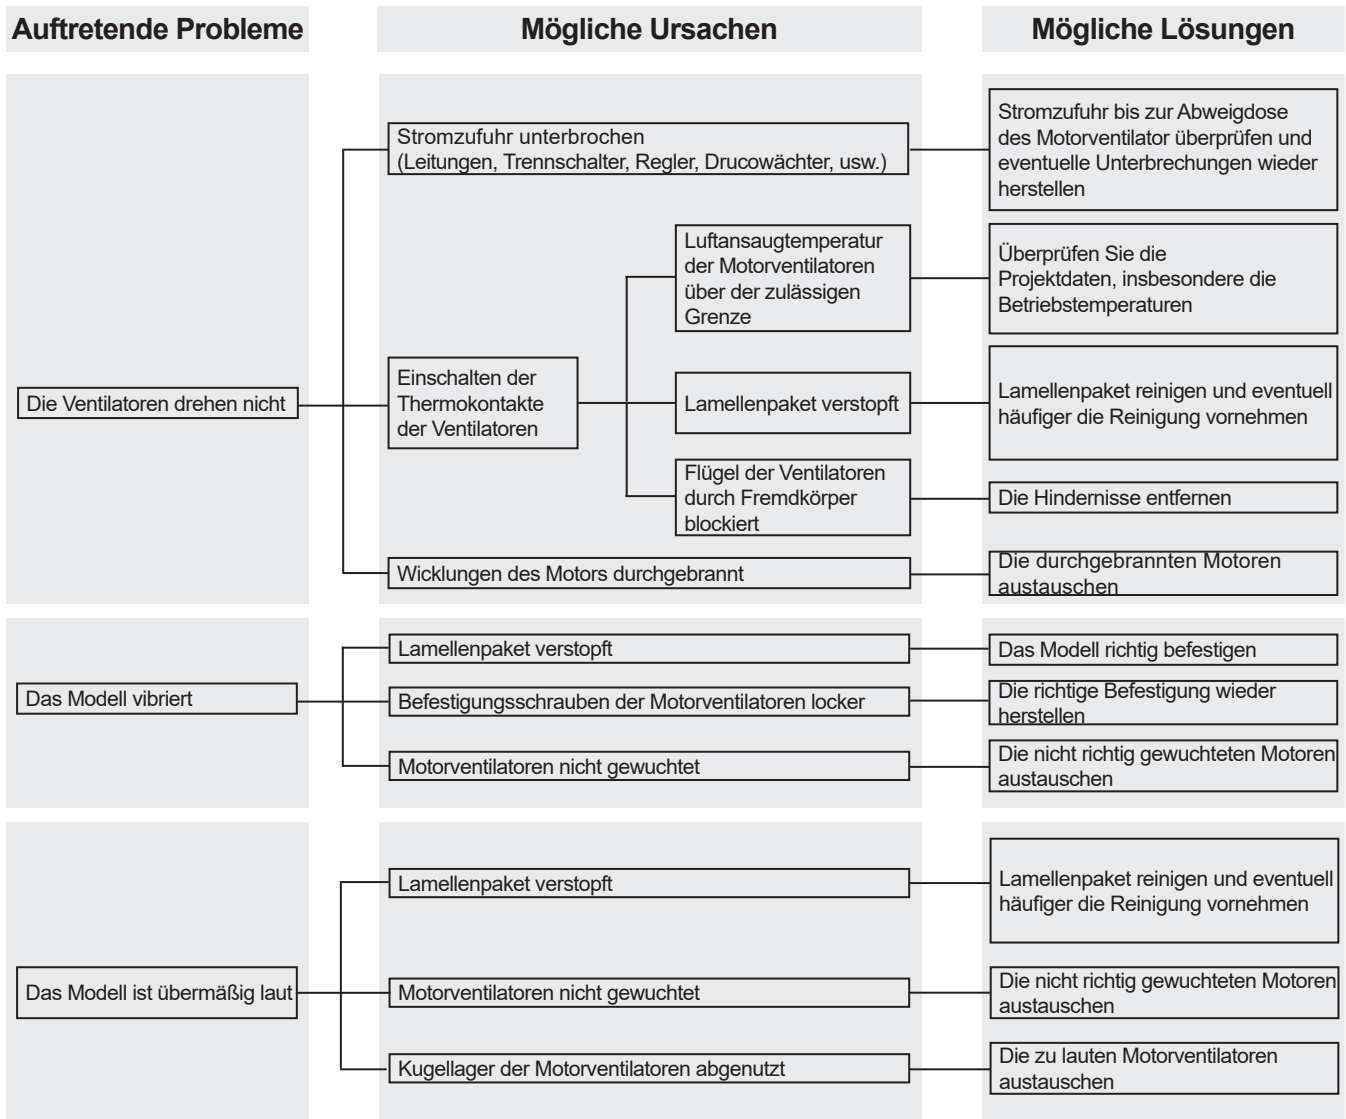 Auftretende Probleme
Mögliche Ursachen
Mögliche Lösungen
Die Ventilatoren drehen nicht
Stromzufuhr unterbrochen
(Leitungen, Trennschalter, Regler, Drucowächter, usw.)
Stromzufuhr bis zur Abweigdose
des Motorventilator überprüfen und
eventuelle Unterbrechungen wieder
herstellen
Einschalten der
Thermokontakte
der Ventilatoren
Luftansaugtemperatur
der Motorventilatoren
über der zulässigen
Grenze
Überprüfen Sie die
Projektdaten, insbesondere die
Betriebstemperaturen
Lamellenpaket verstopft
Lamellenpaket reinigen und eventuell
häufiger die Reinigung vornehmen
Flügel der Ventilatoren
durch Fremdkörper
blockiert
Die Hindernisse entfernen
Wicklungen des Motors durchgebrannt
Die durchgebrannten Motoren
austauschen
Das Modell vibriert
Lamellenpaket verstopft
Das Modell richtig befestigen
Befestigungsschrauben der Motorventilatoren locker
Die richtige Befestigung wieder
herstellen
Motorventilatoren nicht gewuchtet
Die nicht richtig gewuchteten Motoren
austauschen
Das Modell ist übermäßig laut
Lamellenpaket verstopft
Lamellenpaket reinigen und eventuell
häufiger die Reinigung vornehmen
Motorventilatoren nicht gewuchtet
Die nicht richtig gewuchteten Motoren
austauschen
Kugellager der Motorventilatoren abgenutzt
Die zu lauten Motorventilatoren
austauschen